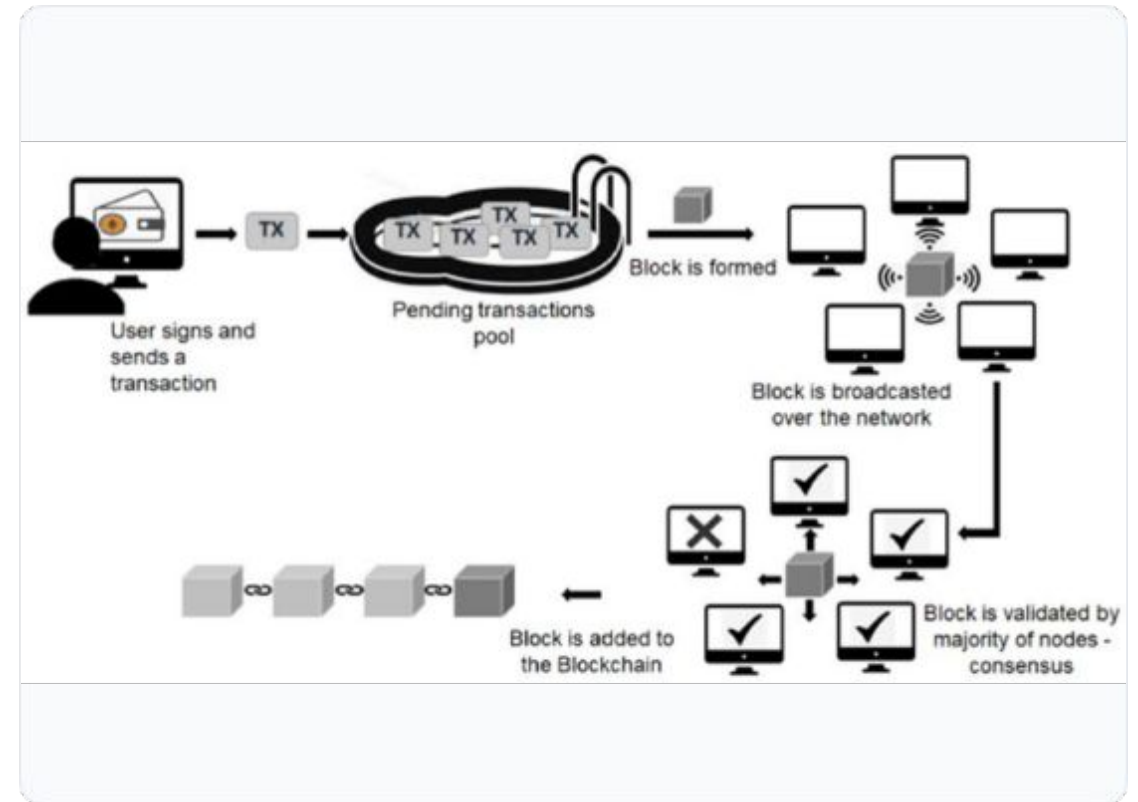 TX
TX
TX
TX
TX
TX
User signs and
sends a
transaction
Pending transactions
pool
Block is formed
Block is broadcasted
over the network
Block is validated by
majority of nodes -
consensus
Block is added to
the Blockchain